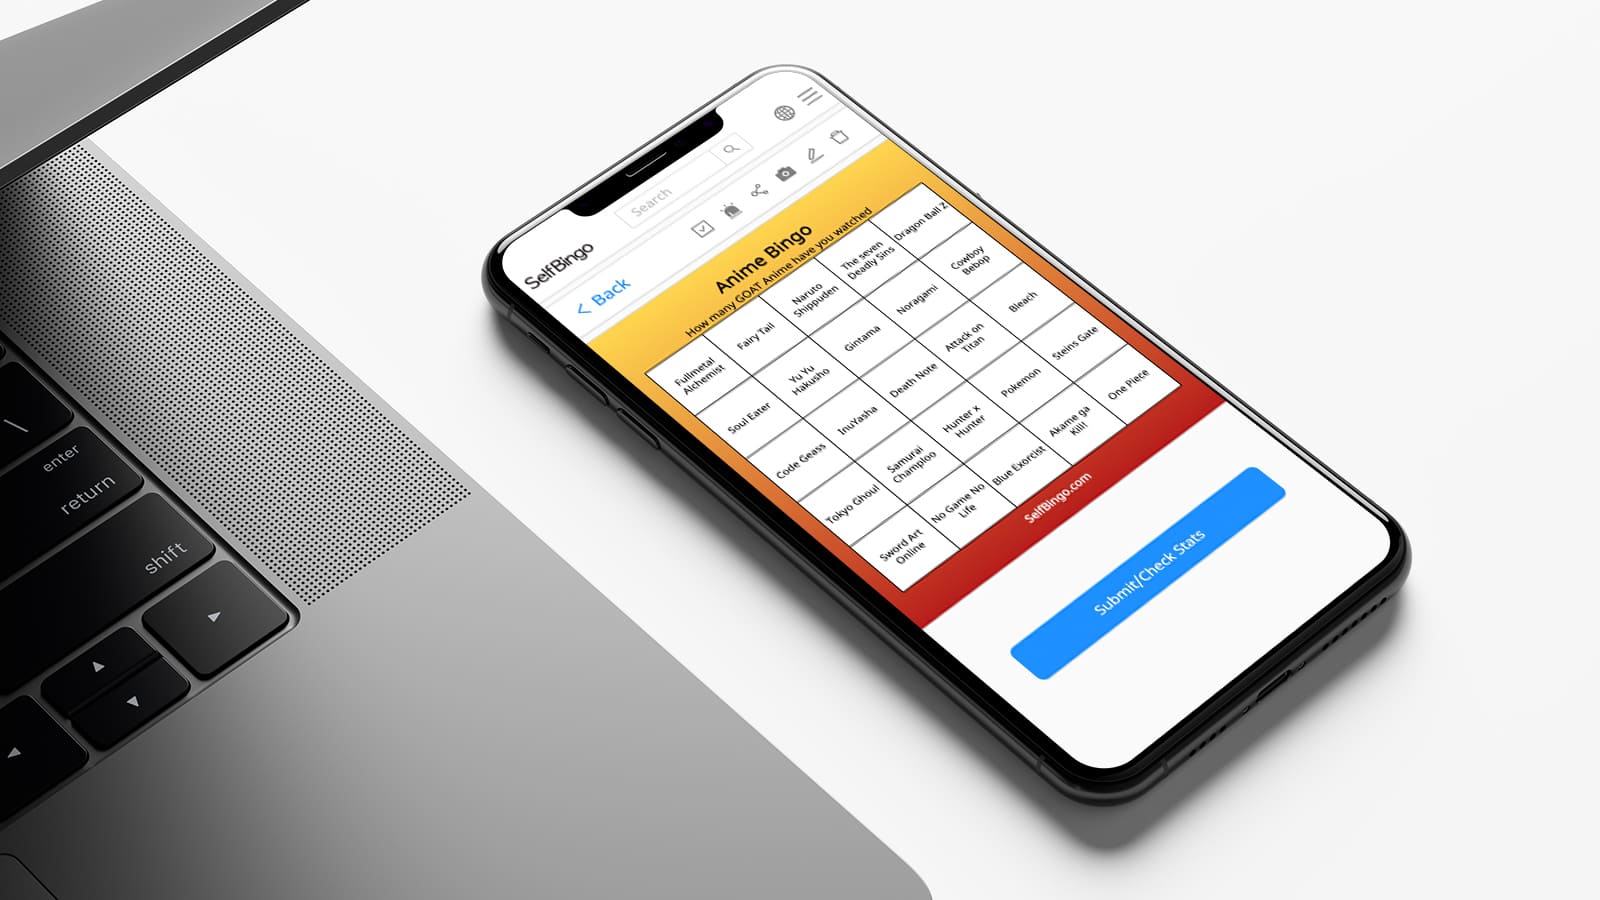 SelfBingo
Search
< Back
Anime Bingo
How many GOAT Anime have you watched
Fullmetal
Alchemist
Fairy Tail
Naruto
Shippuden
The seven
Deadly Sins
Dragon Ball Z
Soul Eater
Yu Yu
Hakusho
Gintama
Noragami
Cowboy
Bebop
Code Geass
InuYasha
Death Note
Attack on
Titan
Bleach
Tokyo Ghoul
Samurai
Champloo
Hunter x
Hunter
Pokemon
Steins Gate
Sword Art
Online
No Game No
Life
Blue Exorcist
Akame ga
Kill!
One Piece
SelfBingo.com
Submit/Check Stats
\
enter
return
shift